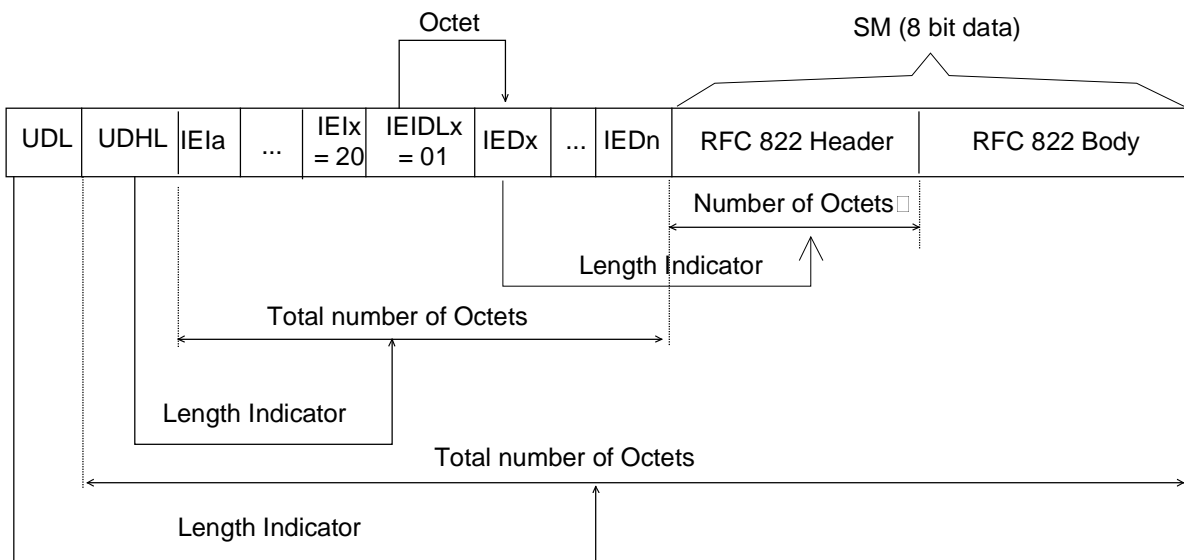 Octet
SM (8 bit data)
UDL
UDHL
IEIa
...
IEIx
= 20
IEIDLx
= 01
IEDx
...
IEDn
RFC 822 Header
RFC 822 Body
Number of Octets
Length Indicator
Total number of Octets
Length Indicator
Total number of Octets
Length Indicator